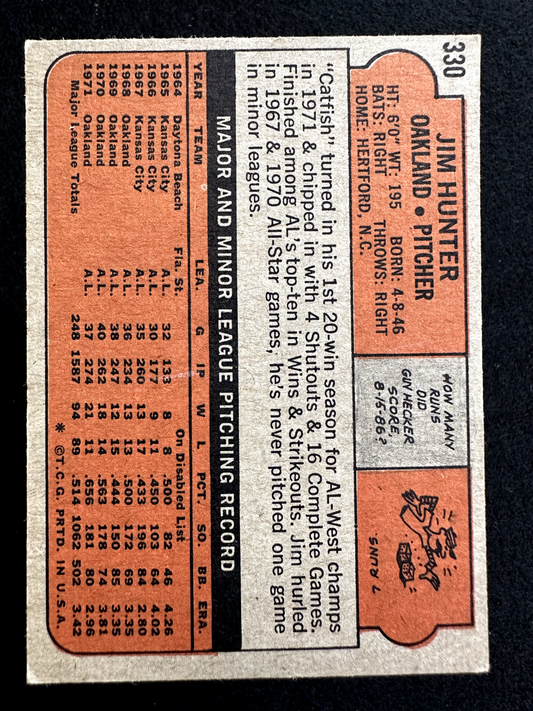 330
JIM HUNTER
OAKLAND • PITCHER
HT: 6'0" WT: 195 BORN: 4-8-46
BATS: RIGHT THROWS: RIGHT
HOME: HERTFORD, N.C.
HOW MANY
RUNS
DID
GUY HECKER
SCORE
8-15-86?
7 RUNS
"Catfish" turned in his 1st 20-win season for AL-West champs
in 1971 & chipped in with 4 Shutouts & 16 Complete Games.
Finished among AL's top-ten in Wins & Strikeouts. Jim hurled
in 1967 & 1970 All-Star games, he's never pitched one game
in minor leagues.
MAJOR AND MINOR LEAGUE PITCHING RECORD
YEAR TEAM LEA. G IP W L PCT. SO. BB. ERA.
1964 Daytona Beach Fla. St. On Disabled List
1965 Kansas City A.L. 32 133 8 8 .500 82 46 4.26
1966 Kansas City A.L. 30 177 9 11 .450 103 64 4.02
1967 Kansas City A.L. 35 260 13 17 .433 196 84 2.80
1968 Oakland A.L. 36 234 13 13 .500 172 69 3.35
1969 Oakland A.L. 38 247 12 15 .444 150 85 3.35
1970 Oakland A.L. 40 262 18 14 .563 178 74 3.81
1971 Oakland A.L. 37 274 21 11 .656 181 80 2.96
Major League Totals 248 1587 94 89 .514 1062 502 3.42
* ©T.C.G. PRTD. IN U.S.A.